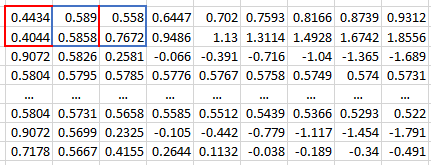 0.4434 0.589 0.558 0.6447 0.702 0.7593 0.8166 0.8739 0.9312
0.4044 0.5858 0.7672 0.9486 1.13 1.3114 1.4928 1.6742 1.8556
0.9072 0.5826 0.2581 -0.066 -0.391 -0.716 -1.04 -1.365 -1.689
0.5804 0.5795 0.5785 0.5776 0.5767 0.5758 0.5749 0.574 0.5731
... ... ... ... ... ... ... ... ...
0.5804 0.5731 0.5658 0.5585 0.5512 0.5439 0.5366 0.5293 0.522
0.9072 0.5699 0.2325 -0.105 -0.442 -0.779 -1.117 -1.454 -1.791
0.7178 0.5667 0.4155 0.2644 0.1132 -0.038 -0.189 -0.34 -0.491